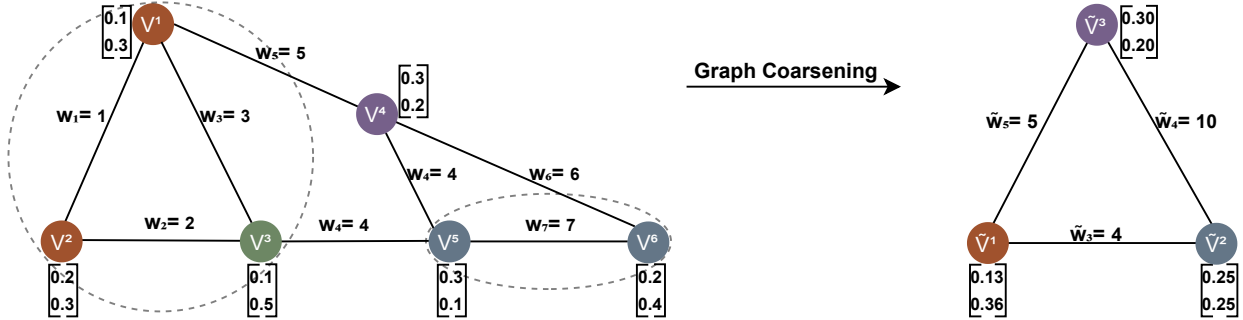 0.1
0.3
V¹
w₅= 5
0.3
0.2
V⁴
w₁= 1
w₃= 3
w₄= 4
w₆= 6
V²
w₂= 2
V³
w₄= 4
V⁵
w₇= 7
V⁶
0.2
0.3
0.1
0.5
0.3
0.1
0.2
0.4
Graph Coarsening
Ṽ³
0.30
0.20
w̃₅= 5
w̃₄= 10
Ṽ¹
w̃₃= 4
Ṽ²
0.13
0.36
0.25
0.25